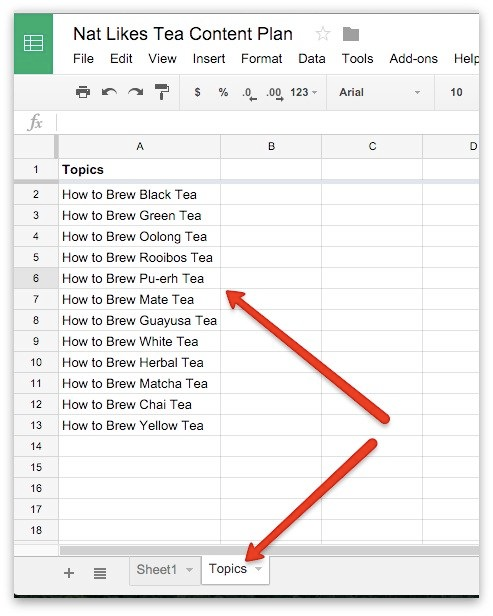 Nat Likes Tea Content Plan
File Edit View Insert Format Data Tools Add-ons Help
$ % .0 .00 123 Arial 10
fx
A B C D
1 Topics
2 How to Brew Black Tea
3 How to Brew Green Tea
4 How to Brew Oolong Tea
5 How to Brew Rooibos Tea
6 How to Brew Pu-erh Tea
7 How to Brew Mate Tea
8 How to Brew Guayusa Tea
9 How to Brew White Tea
10 How to Brew Herbal Tea
11 How to Brew Matcha Tea
12 How to Brew Chai Tea
13 How to Brew Yellow Tea
14
15
16
17
18
+ Sheet1 Topics